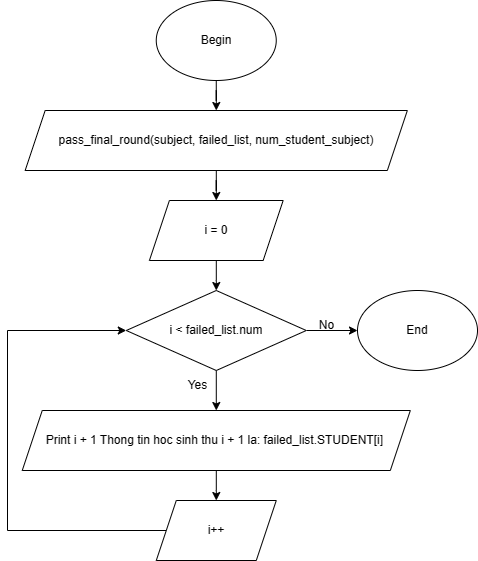 Begin
pass_final_round(subject, failed_list, num_student_subject)
i = 0
i < failed_list.num
No
End
Yes
Print i + 1 Thong tin hoc sinh thu i + 1 la: failed_list.STUDENT[i]
i++